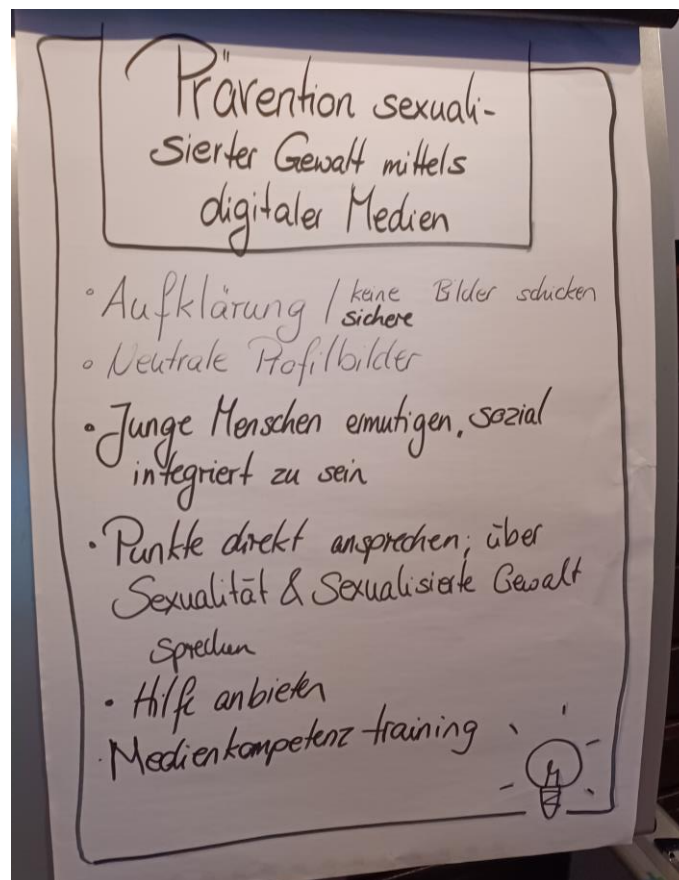 Prävention sexuali-
sierter Gewalt mittels
digitaler Medien
◦ Aufklärung / keine Bilder schicken
sichere
◦ Neutrale Profilbilder
• Junge Menschen ermutigen, sozial
integriert zu sein
• Punkte direkt ansprechen; über
Sexualität & Sexualisierte Gewalt
sprechen
• Hilfe anbieten
· Medienkompetenz training